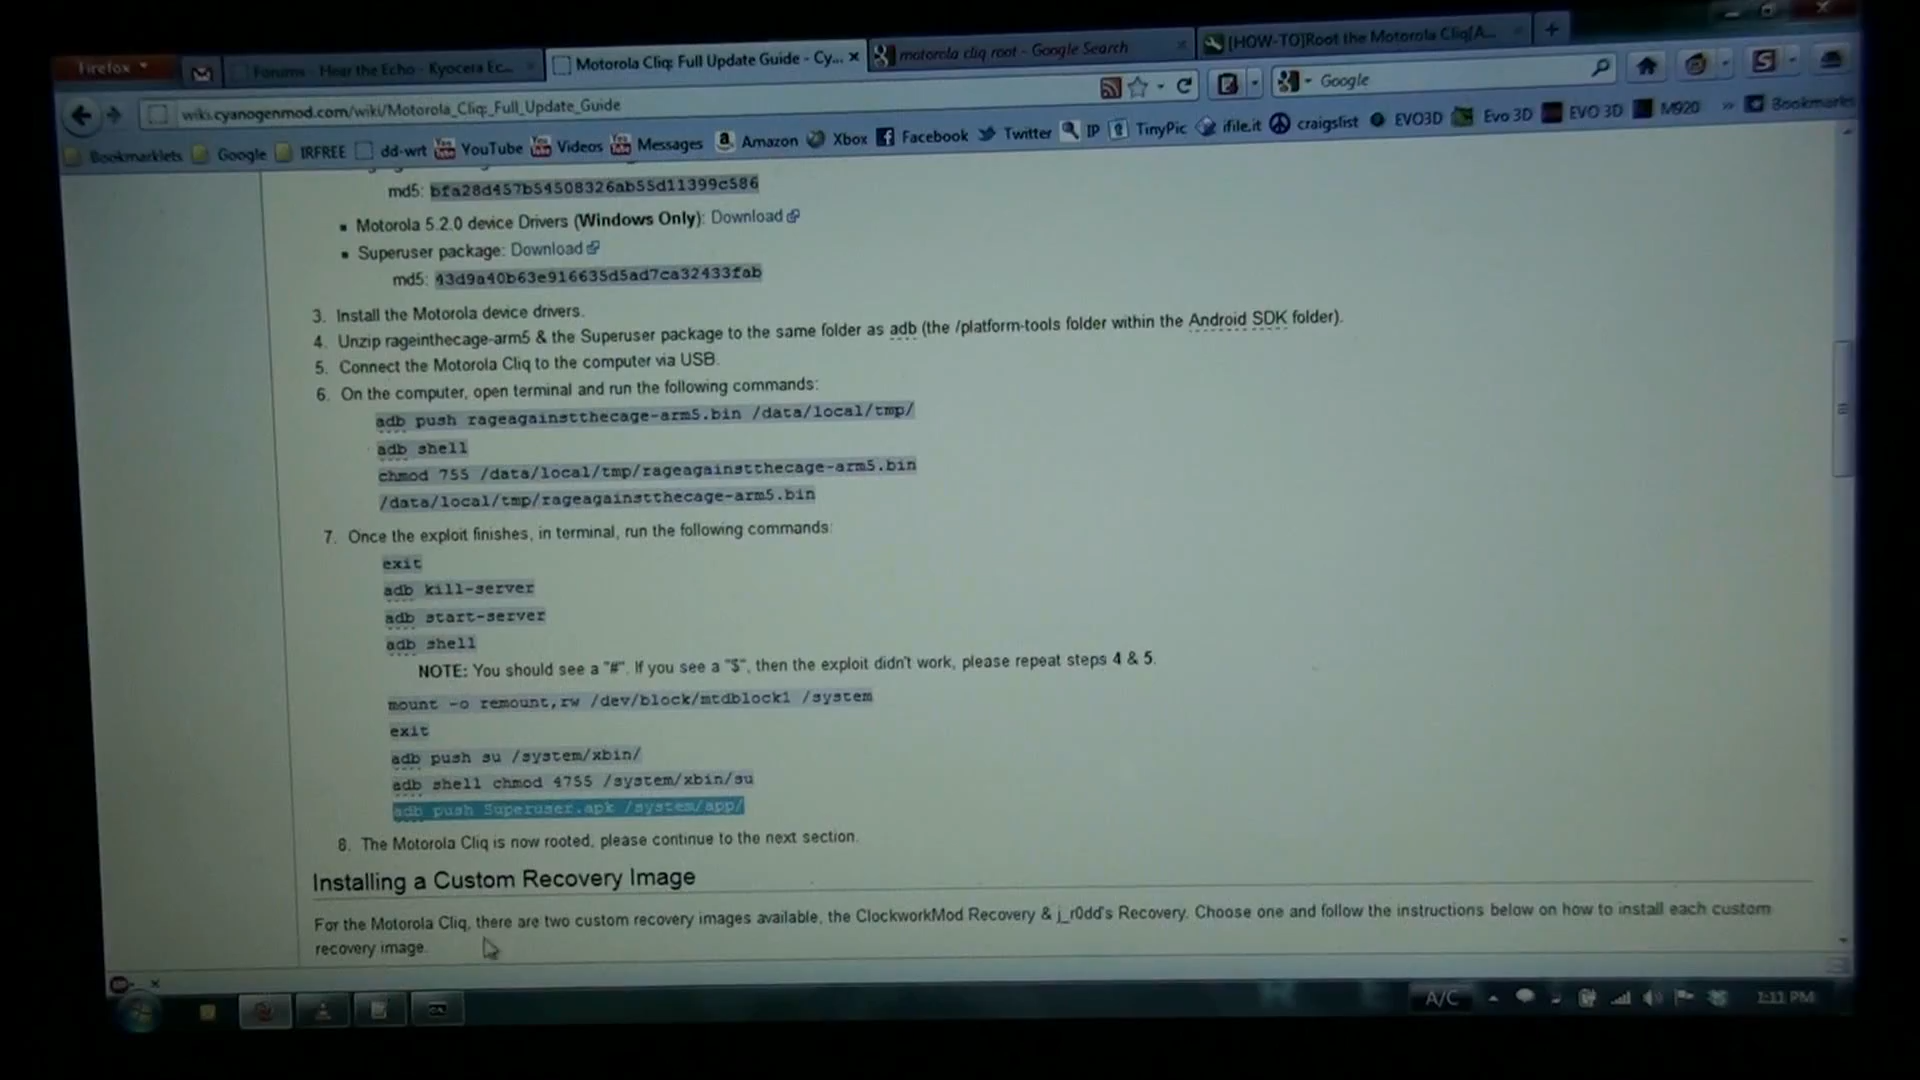 Firefox
Forums - Hear the Echo - Kyocera Ec...
Motorola Cliq: Full Update Guide - Cy... ×
motorola cliq root - Google Search
[HOW-TO]Root the Motorola Cliq[A...
wiki.cyanogenmod.com/wiki/Motorola_Cliq:_Full_Update_Guide
Google
Bookmarklets Google IRFREE dd-wrt YouTube Videos Messages Amazon Xbox Facebook Twitter IP TinyPic ifile.it craigslist EVO3D Evo 3D EVO 3D M920 » Bookmarks
md5: bfa28d457b54508326ab55d11399c586
Motorola 5.2.0 device Drivers (Windows Only): Download
Superuser package: Download
md5: 43d9a40b63e916635d5ad7ca32433fab
3. Install the Motorola device drivers.
4. Unzip rageinthecage-arm5 & the Superuser package to the same folder as adb (the /platform-tools folder within the Android SDK folder).
5. Connect the Motorola Cliq to the computer via USB.
6. On the computer, open terminal and run the following commands:
adb push rageagainstthecage-arm5.bin /data/local/tmp/
adb shell
chmod 755 /data/local/tmp/rageagainstthecage-arm5.bin
/data/local/tmp/rageagainstthecage-arm5.bin
7. Once the exploit finishes, in terminal, run the following commands:
exit
adb kill-server
adb start-server
adb shell
NOTE: You should see a "#". If you see a "$", then the exploit didn't work, please repeat steps 4 & 5.
mount -o remount,rw /dev/block/mtdblock1 /system
exit
adb push su /system/xbin/
adb shell chmod 4755 /system/xbin/su
adb push Superuser.apk /system/app/
8. The Motorola Cliq is now rooted, please continue to the next section.
Installing a Custom Recovery Image
For the Motorola Cliq, there are two custom recovery images available, the ClockworkMod Recovery & j_r0dd's Recovery. Choose one and follow the instructions below on how to install each custom
recovery image.
A/C
1:11 PM